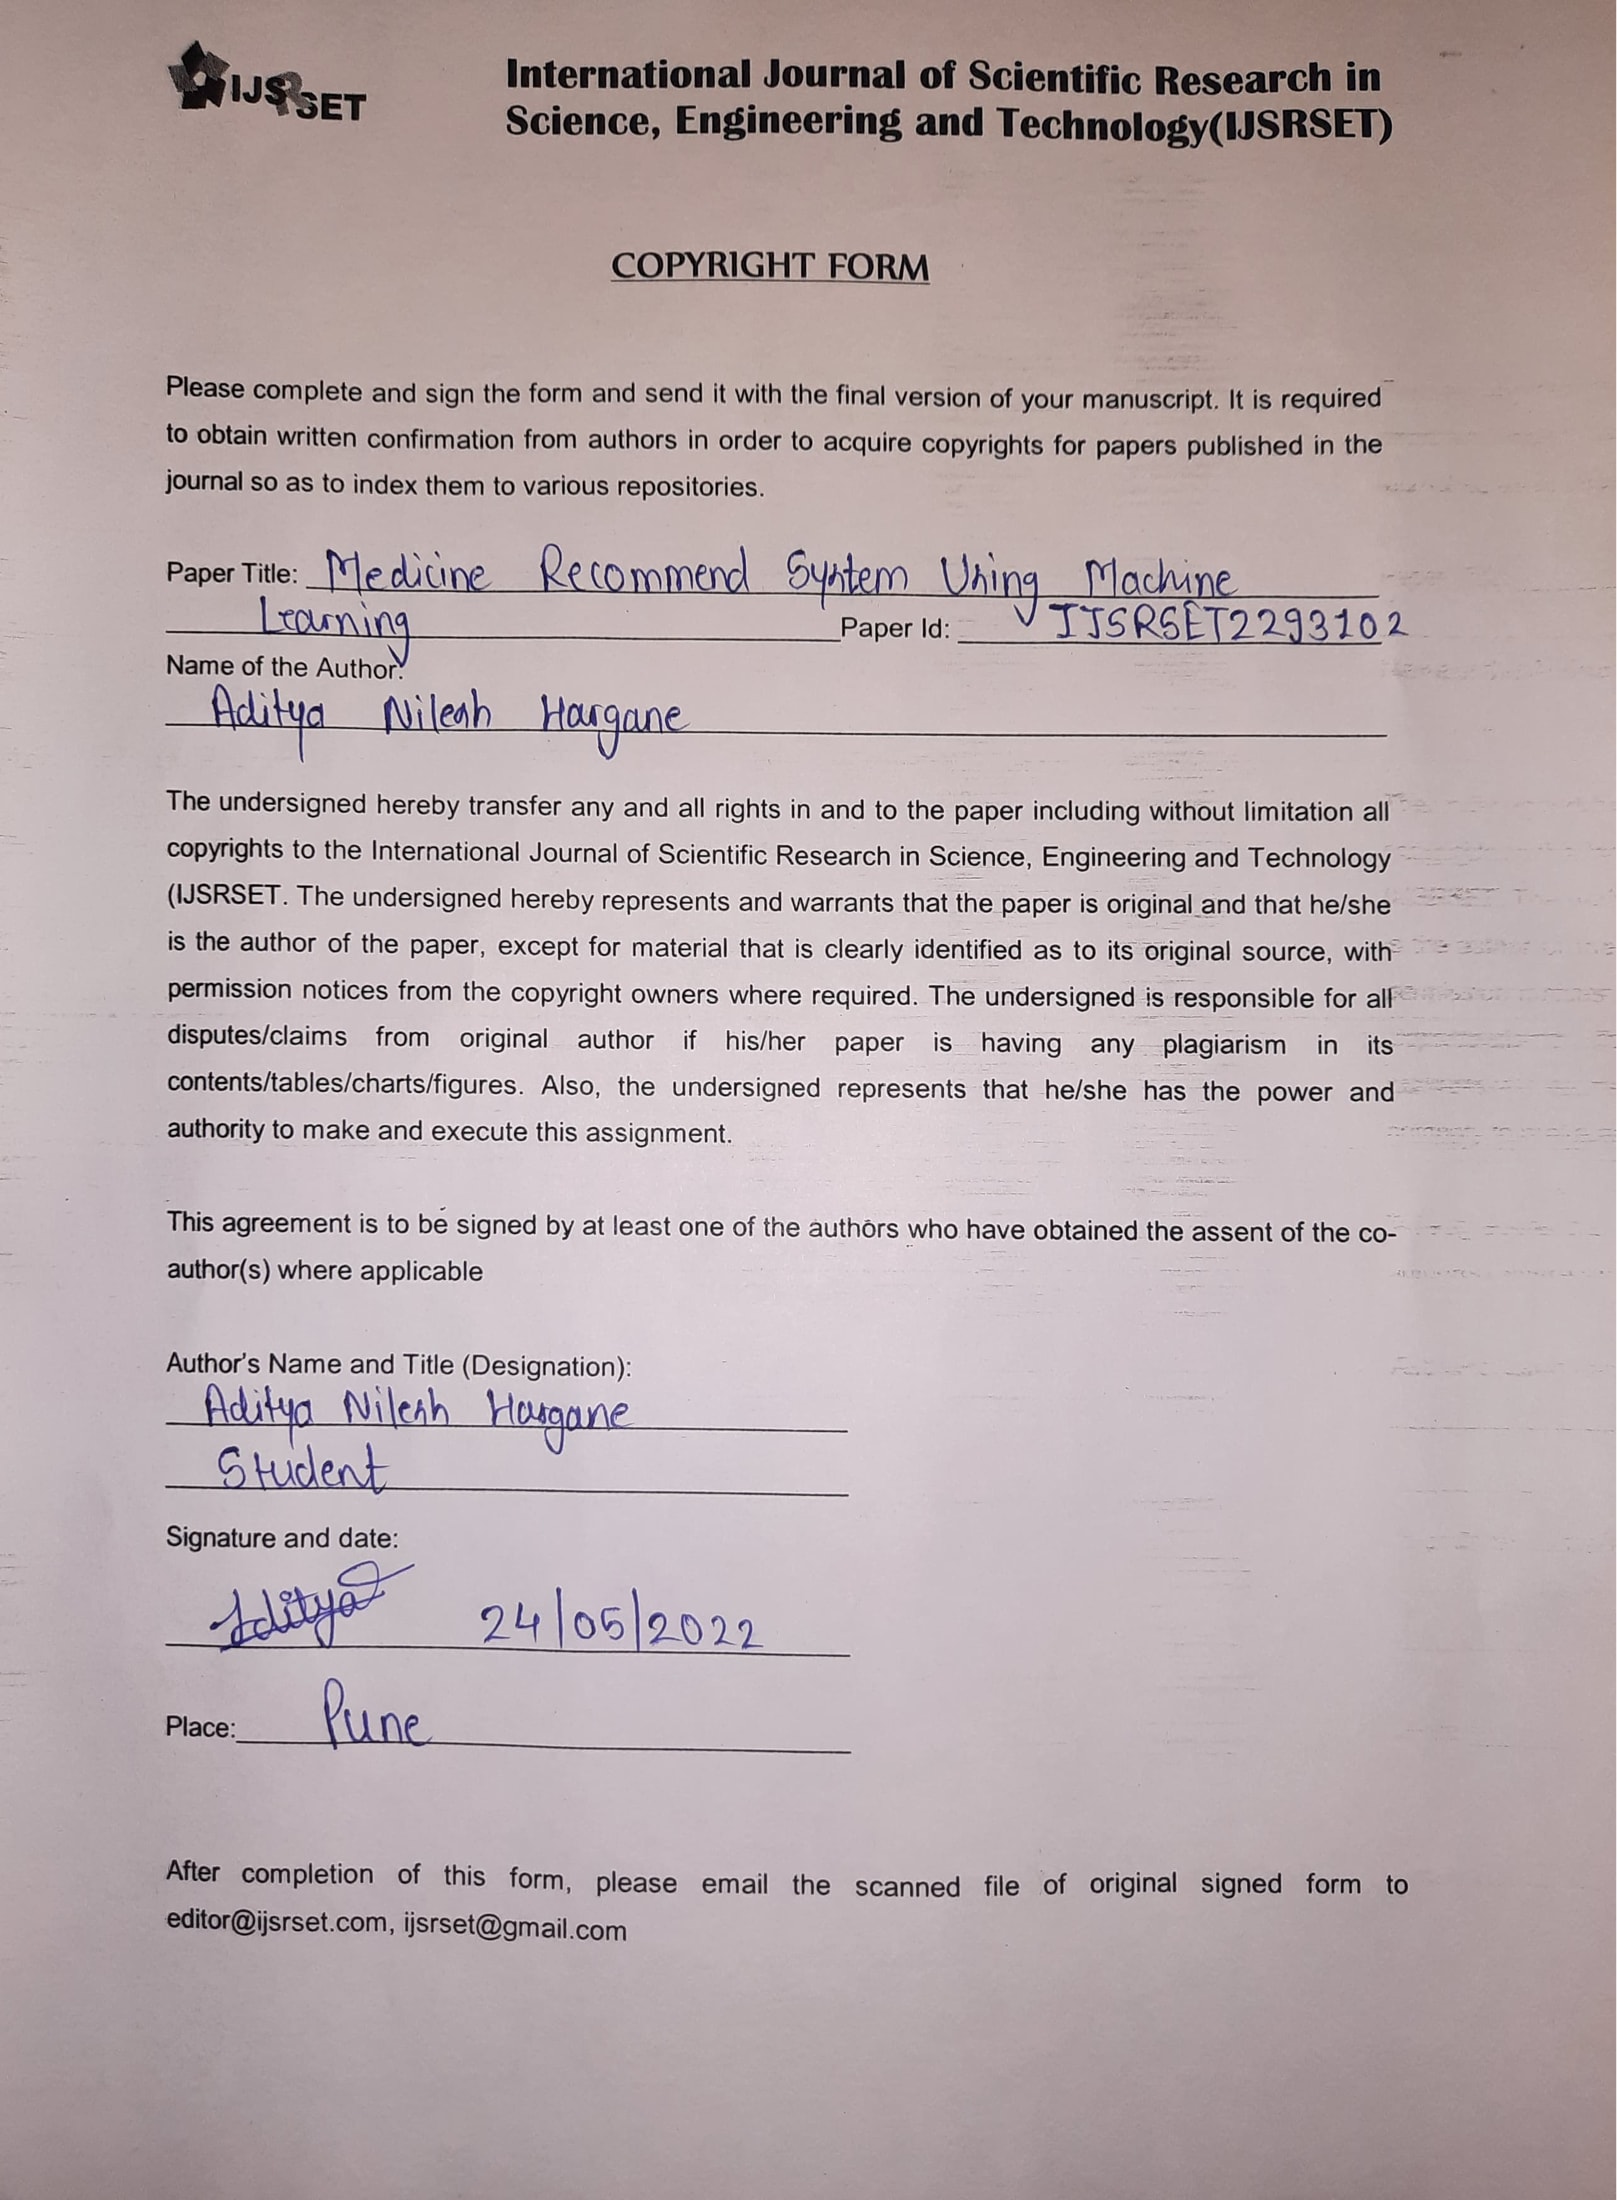 IJSRSET
International Journal of Scientific Research in
Science, Engineering and Technology(IJSRSET)
COPYRIGHT FORM
Please complete and sign the form and send it with the final version of your manuscript. It is required
to obtain written confirmation from authors in order to acquire copyrights for papers published in the
journal so as to index them to various repositories.
Paper Title: Medicine Recommend System Using Machine
Learning Paper Id: IJSRSET2293102
Name of the Author:
Aditya Nilesh Hargane
The undersigned hereby transfer any and all rights in and to the paper including without limitation all
copyrights to the International Journal of Scientific Research in Science, Engineering and Technology
(IJSRSET. The undersigned hereby represents and warrants that the paper is original and that he/she
is the author of the paper, except for material that is clearly identified as to its original source, with
permission notices from the copyright owners where required. The undersigned is responsible for all
disputes/claims from original author if his/her paper is having any plagiarism in its
contents/tables/charts/figures. Also, the undersigned represents that he/she has the power and
authority to make and execute this assignment.
This agreement is to be signed by at least one of the authors who have obtained the assent of the co-
author(s) where applicable
Author's Name and Title (Designation):
Aditya Nilesh Hargane
Student
Signature and date:
Aditya 24/05/2022
Place: Pune
After completion of this form, please email the scanned file of original signed form to
editor@ijsrset.com, ijsrset@gmail.com